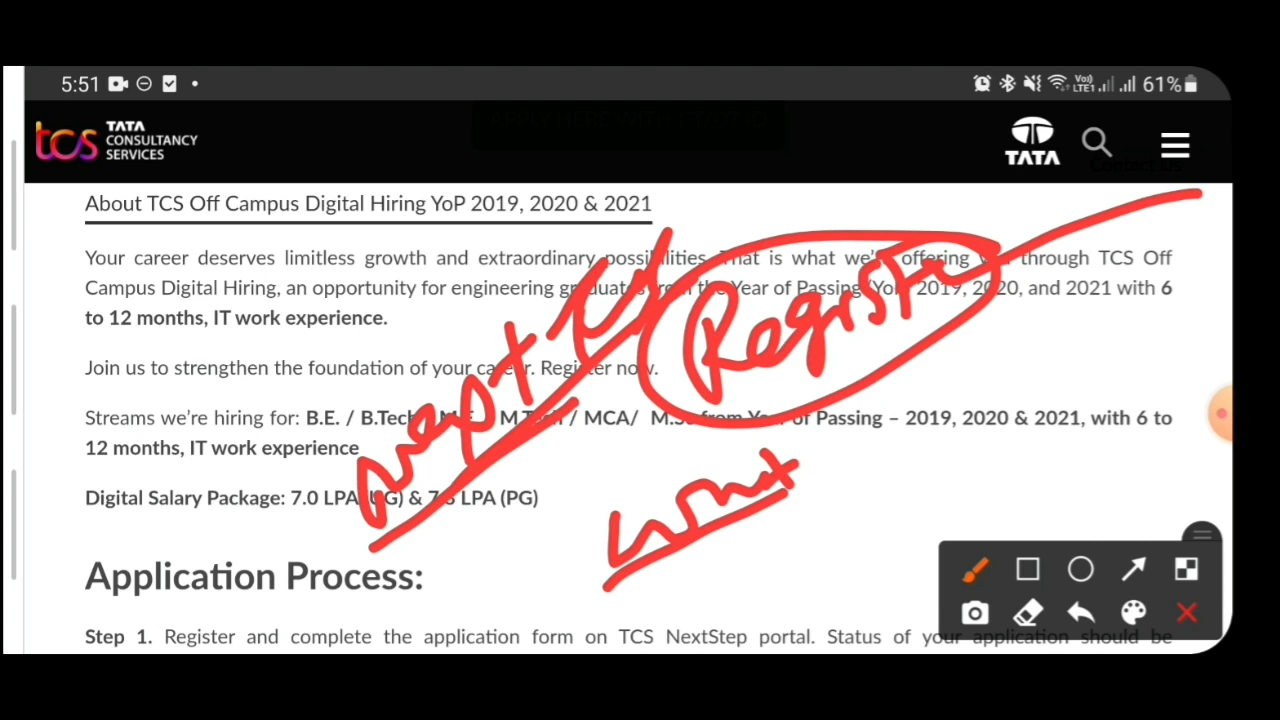 5:51
Vo)) LTE1 61%
tcs TATA CONSULTANCY SERVICES
TATA
About TCS Off Campus Digital Hiring YoP 2019, 2020 & 2021
Your career deserves limitless growth and extraordinary possibilities. That is what we're offering you through TCS Off
Campus Digital Hiring, an opportunity for engineering graduates from the Year of Passing (YoP) 2019, 2020, and 2021 with 6
to 12 months, IT work experience.
Register
Join us to strengthen the foundation of your career. Register now.
Streams we're hiring for: B.E. / B.Tech / M.E. / M.Tech / MCA/ M.Sc from Year of Passing – 2019, 2020 & 2021, with 6 to
12 months, IT work experience
Digital Salary Package: 7.0 LPA (UG) & 7.3 LPA (PG)
Application Process:
Step 1. Register and complete the application form on TCS NextStep portal. Status of your application should be